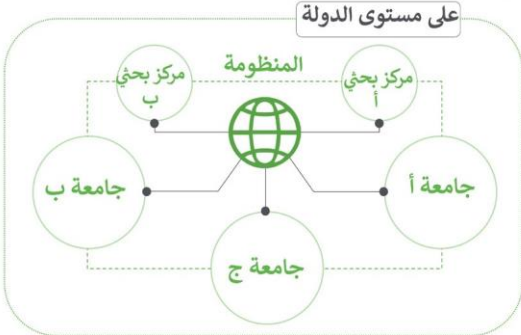 على مستوى الدولة
المنظومة
مركز بحثي
أ
مركز بحثي
ب
جامعة أ
جامعة ب
جامعة ج